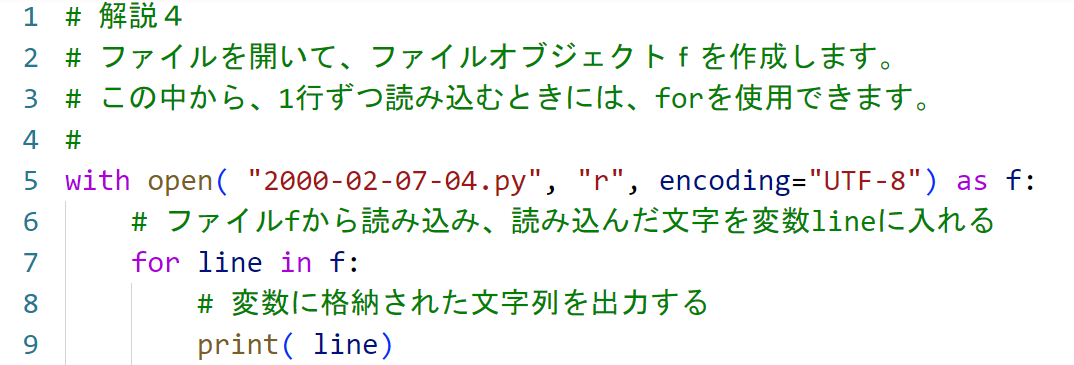 1 # 解説４
2 # ファイルを開いて、ファイルオブジェクトｆを作成します。
3 # この中から、1行ずつ読み込むときには、forを使用できます。
4 #
5 with open( "2000-02-07-04.py", "r", encoding="UTF-8") as f:
6     # ファイルfから読み込み、読み込んだ文字を変数lineに入れる
7     for line in f:
8         # 変数に格納された文字列を出力する
9         print( line)